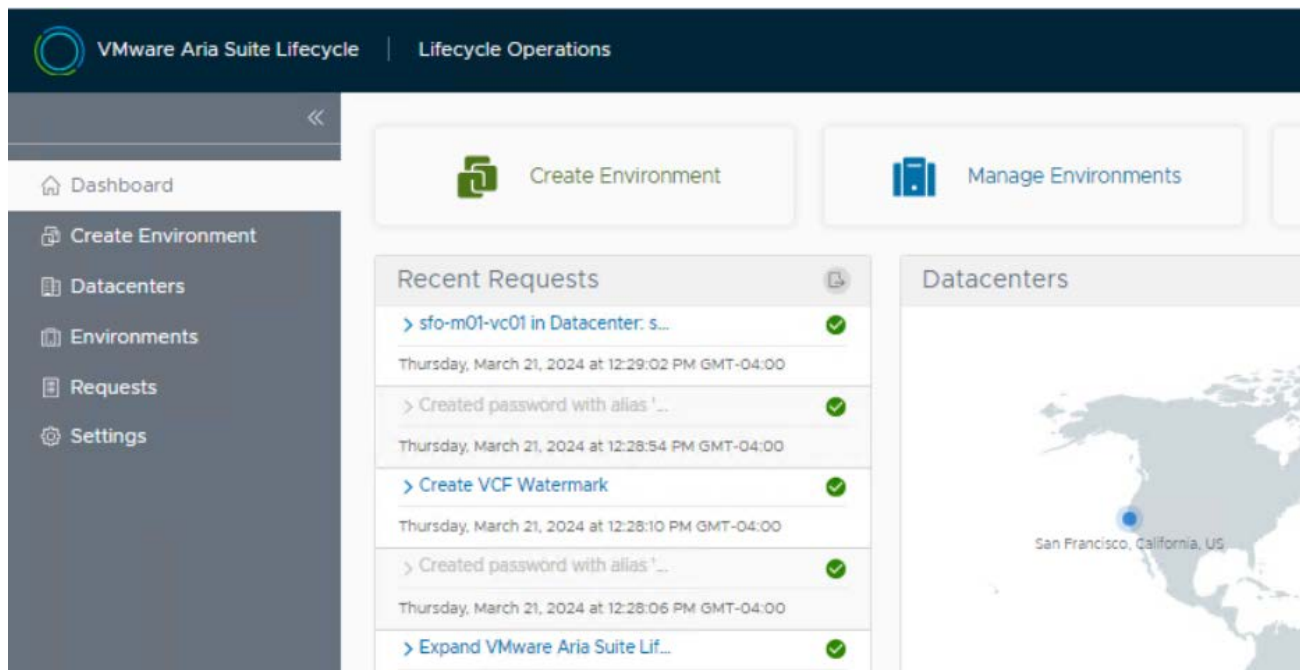 VMware Aria Suite Lifecycle | Lifecycle Operations
Dashboard
Create Environment
Datacenters
Environments
Requests
Settings
Create Environment
Manage Environments
Recent Requests
sfo-m01-vc01 in Datacenter: s...
Thursday, March 21, 2024 at 12:29:02 PM GMT-04:00
Created password with alias '...
Thursday, March 21, 2024 at 12:28:54 PM GMT-04:00
Create VCF Watermark
Thursday, March 21, 2024 at 12:28:10 PM GMT-04:00
Created password with alias '...
Thursday, March 21, 2024 at 12:28:06 PM GMT-04:00
Expand VMware Aria Suite Lif...
Datacenters
San Francisco, California, US